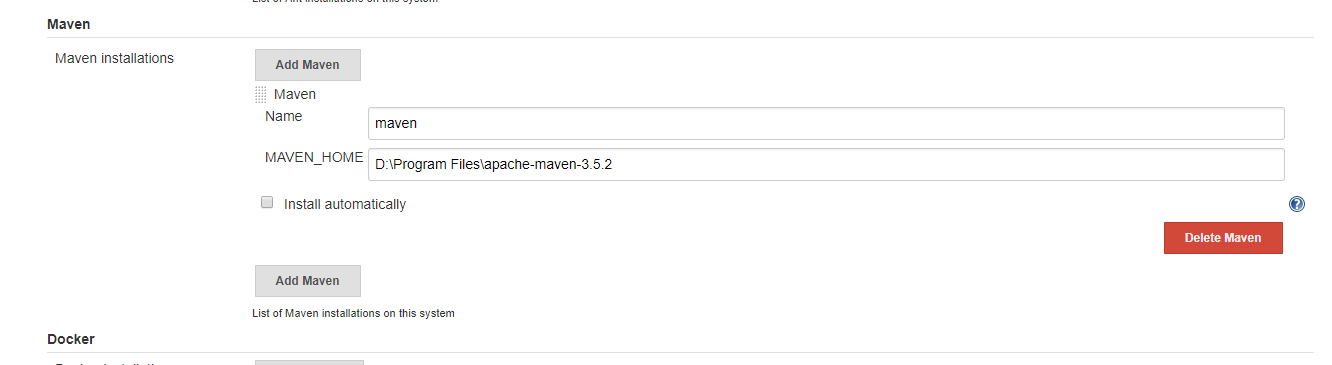 List of Ant installations on this system
Maven
Maven installations
Add Maven
Maven
Name
maven
MAVEN_HOME
D:\Program Files\apache-maven-3.5.2
Install automatically
?
Delete Maven
Add Maven
List of Maven installations on this system
Docker